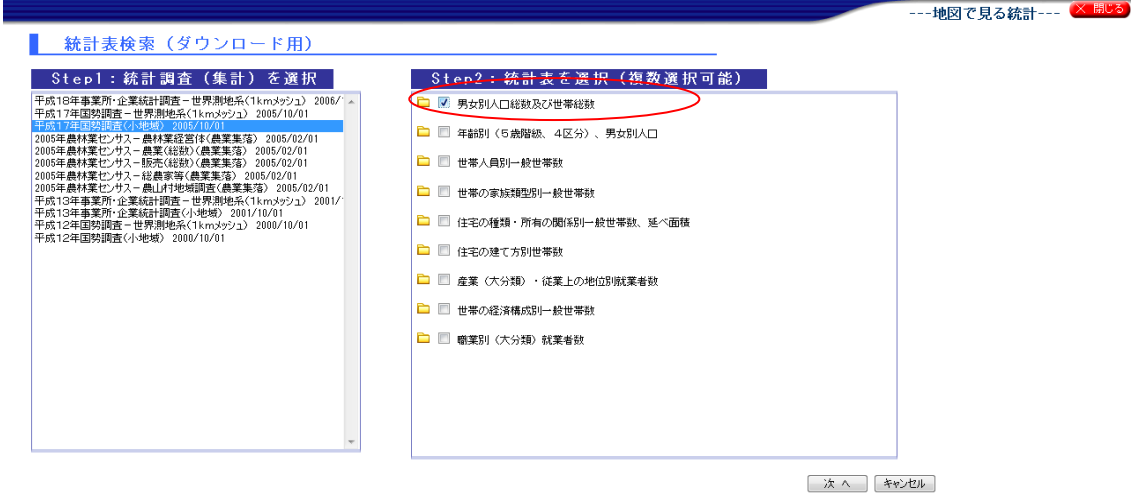 ---地図で見る統計---
× 閉じる
統計表検索（ダウンロード用）
Step1：統計調査（集計）を選択
平成18年事業所・企業統計調査－世界測地系(1kmメッシュ) 2006/
平成17年国勢調査－世界測地系(1kmメッシュ) 2005/10/01
平成17年国勢調査(小地域) 2005/10/01
2005年農林業センサス－農林業経営体(農業集落) 2005/02/01
2005年農林業センサス－農業(総数)(農業集落) 2005/02/01
2005年農林業センサス－販売(総数)(農業集落) 2005/02/01
2005年農林業センサス－総農家等(農業集落) 2005/02/01
2005年農林業センサス－農山村地域調査(農業集落) 2005/02/01
平成13年事業所・企業統計調査－世界測地系(1kmメッシュ) 2001/
平成13年事業所・企業統計調査(小地域) 2001/10/01
平成12年国勢調査－世界測地系(1kmメッシュ) 2000/10/01
平成12年国勢調査(小地域) 2000/10/01
Step2：統計表を選択（複数選択可能）
男女別人口総数及び世帯総数
年齢別（5歳階級、4区分）、男女別人口
世帯人員別一般世帯数
世帯の家族類型別一般世帯数
住宅の種類・所有の関係別一般世帯数、延べ面積
住宅の建て方別世帯数
産業（大分類）・従業上の地位別就業者数
世帯の経済構成別一般世帯数
職業別（大分類）就業者数
次 へ
キャンセル